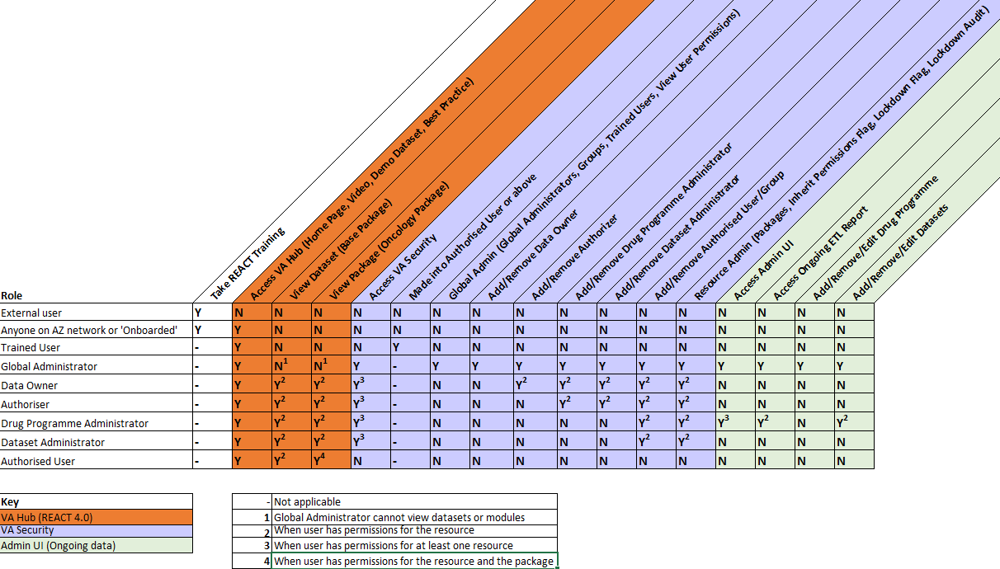 Take REACT Training
Access VA Hub (Home Page, Video, Demo Dataset, Best Practice)
View Dataset (Base Package)
View Package (Oncology Package)
Access VA Security
Made into Authorised User or above
Global Admin (Global Administrators, Groups, Trained Users, View User Permissions)
Add/Remove Data Owner
Add/Remove Authorizer
Add/Remove Drug Programme Administrator
Add/Remove Dataset Administrator
Add/Remove Authorised User/Group
Resource Admin (Packages, Inherit Permissions Flag, Lockdown Flag, Lockdown Audit)
Access Admin UI
Access Ongoing ETL Report
Add/Remove/Edit Drug Programme
Add/Remove/Edit Datasets
Role
External user Y N N N N N N N N N N N N N N N N
Anyone on AZ network or 'Onboarded' Y Y N N N N N N N N N N N N N N N
Trained User - Y N N N Y N N N N N N N N N N N
Global Administrator - Y N1 N1 Y - Y Y Y Y Y Y Y Y Y Y Y
Data Owner - Y Y2 Y2 Y3 - N N Y2 Y2 Y2 Y2 Y2 N N N N
Authoriser - Y Y2 Y2 Y3 - N N N Y2 Y2 Y2 Y2 N N N N
Drug Programme Administrator - Y Y2 Y2 Y3 - N N N N N Y2 Y2 Y3 Y2 N Y2
Dataset Administrator - Y Y2 Y2 Y3 - N N N N N Y2 Y2 N N N N
Authorised User - Y Y2 Y4 N - N N N N N N N N N N N
Key
VA Hub (REACT 4.0)
VA Security
Admin UI (Ongoing data)
- Not applicable
1 Global Administrator cannot view datasets or modules
2 When user has permissions for the resource
3 When user has permissions for at least one resource
4 When user has permissions for the resource and the package